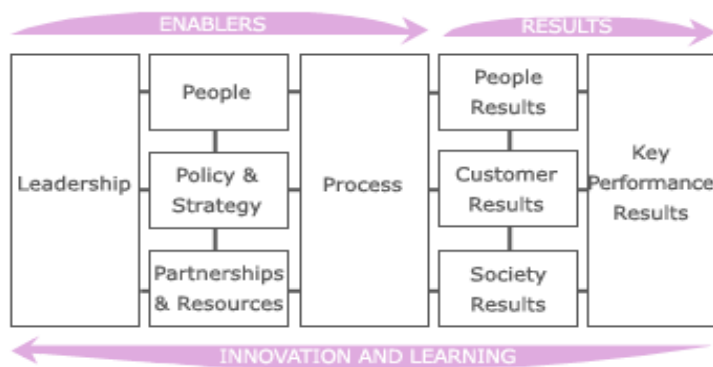 ENABLERS
RESULTS
Leadership
People
Policy &
Strategy
Partnerships
& Resources
Process
People
Results
Customer
Results
Society
Results
Key
Performance
Results
INNOVATION AND LEARNING